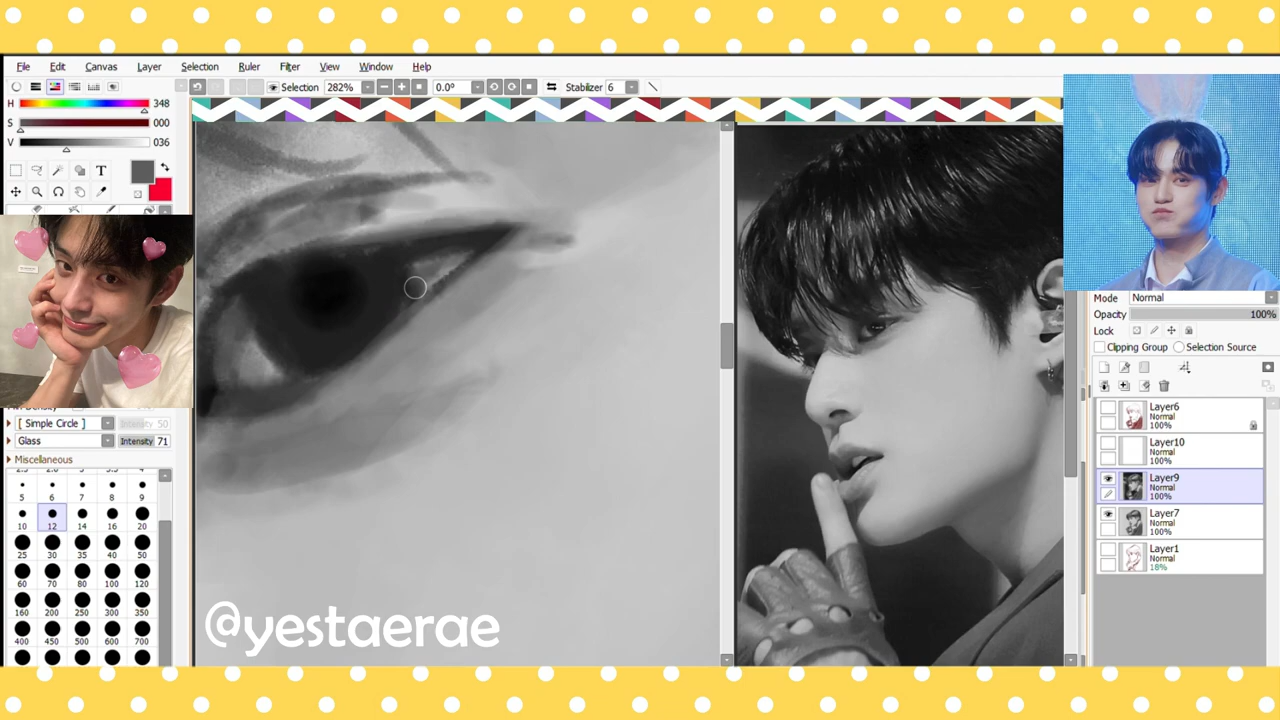 File Edit Canvas Layer Selection Ruler Filter View Window Help
Selection 282% 0.0° Stabilizer 6
H 348
S 000
V 036
T
[ Simple Circle ] Intensity 50
Glass Intensity 71
Miscellaneous
5 6 7 8 9
10 12 14 16 20
25 30 35 40 50
60 70 80 100 120
160 200 250 300 350
400 450 500 600 700
@yestaerae
Mode Normal
Opacity 100%
Lock
Clipping Group Selection Source
Layer6
Normal
100%
Layer10
Normal
100%
Layer9
Normal
100%
Layer7
Normal
100%
Layer1
Normal
18%